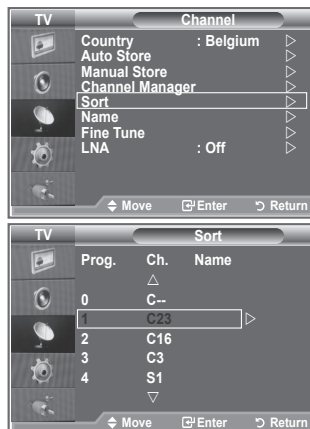 TV Channel
Country : Belgium
Auto Store
Manual Store
Channel Manager
Sort
Name
Fine Tune
LNA : Off
Move Enter Return
TV Sort
Prog. Ch. Name
0 C--
1 C23
2 C16
3 C3
4 S1
Move Enter Return